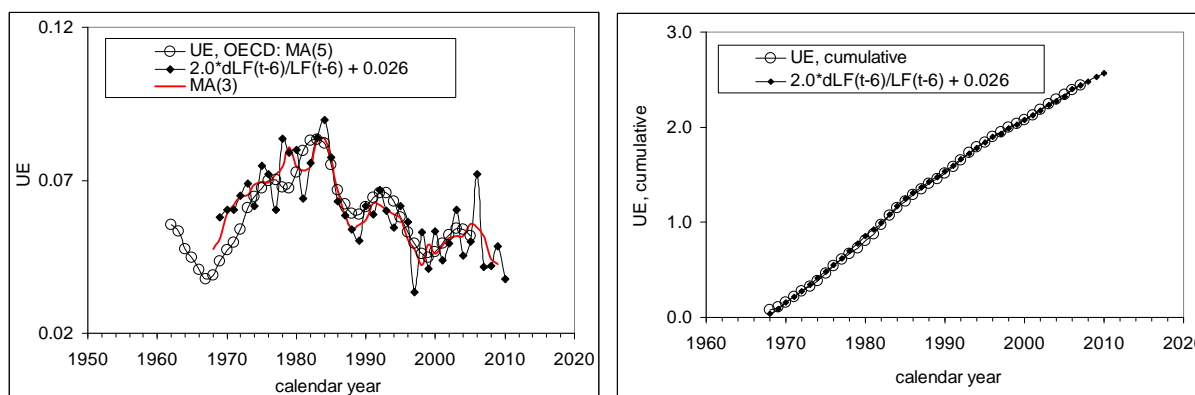 0.12
UE, OECD: MA(5)
2.0*dLF(t-6)/LF(t-6) + 0.026
MA(3)
UE
0.07
0.02
1950 1960 1970 1980 1990 2000 2010 2020
calendar year
3.0
UE, cumulative
2.0*dLF(t-6)/LF(t-6) + 0.026
UE, cumulative
2.0
1.0
0.0
1960 1970 1980 1990 2000 2010 2020
calendar year